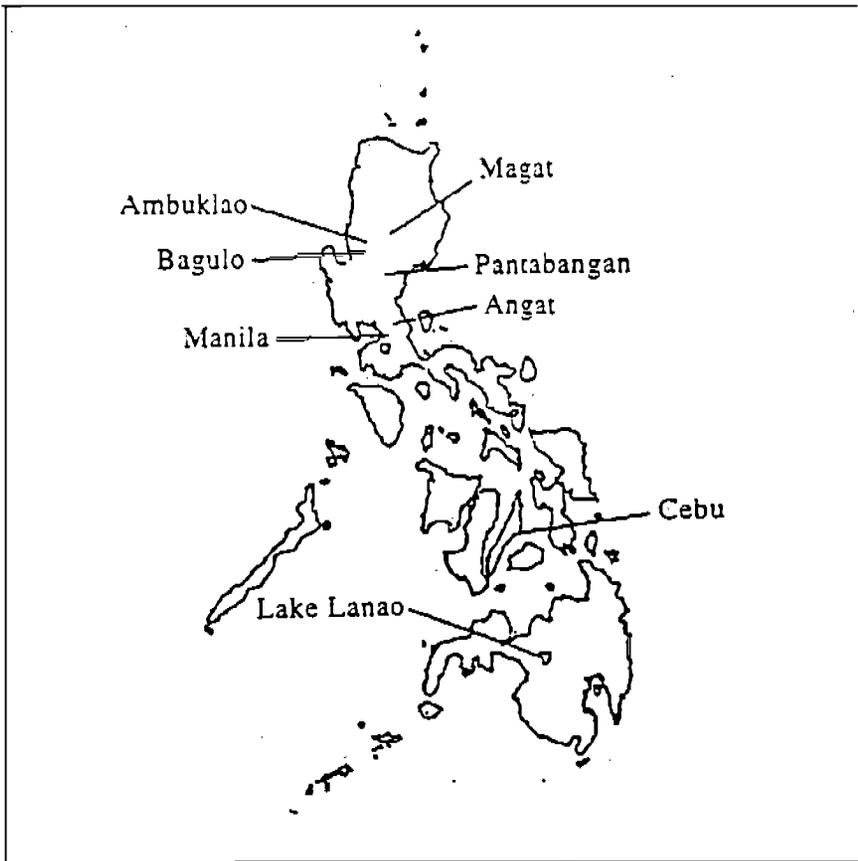 Magat
Ambuklao
Bagulo
Pantabangan
Angat
Manila
Cebu
Lake Lanao